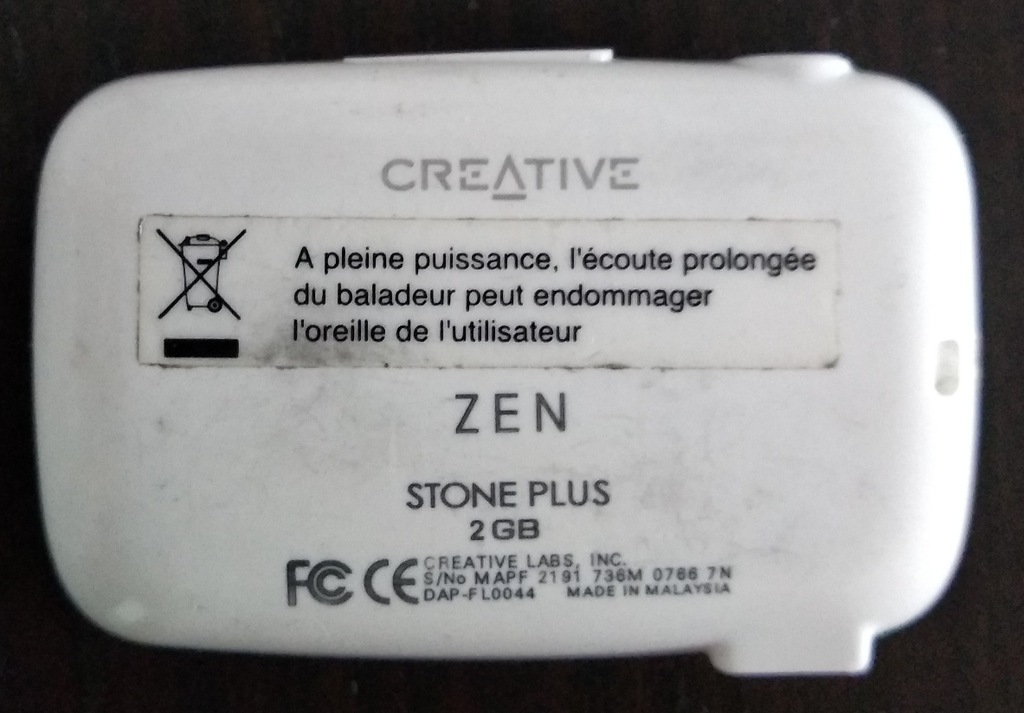 CREATIVE
A pleine puissance, l'écoute prolongée
du baladeur peut endommager
l'oreille de l'utilisateur
ZEN
STONE PLUS
2GB
FC CE CREATIVE LABS, INC.
S/No MAPF 2191 736M 0766 7N
DAP-FL0044 MADE IN MALAYSIA